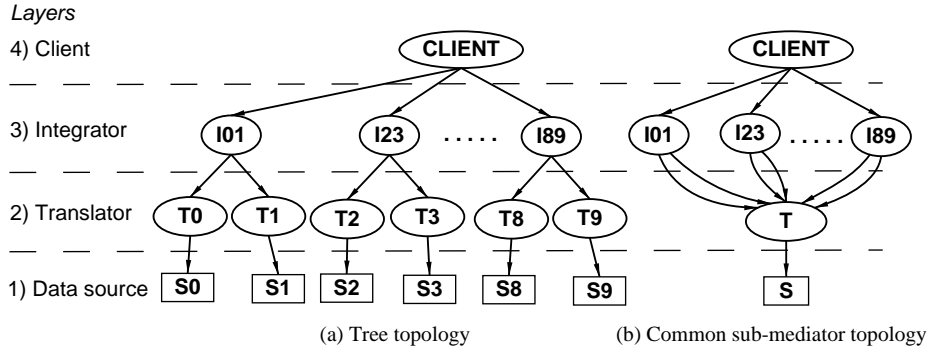 Layers
4) Client CLIENT CLIENT
3) Integrator I01 I23 ..... I89 I01 I23 ..... I89
2) Translator T0 T1 T2 T3 T8 T9 T
1) Data source S0 S1 S2 S3 S8 S9 S
(a) Tree topology (b) Common sub-mediator topology